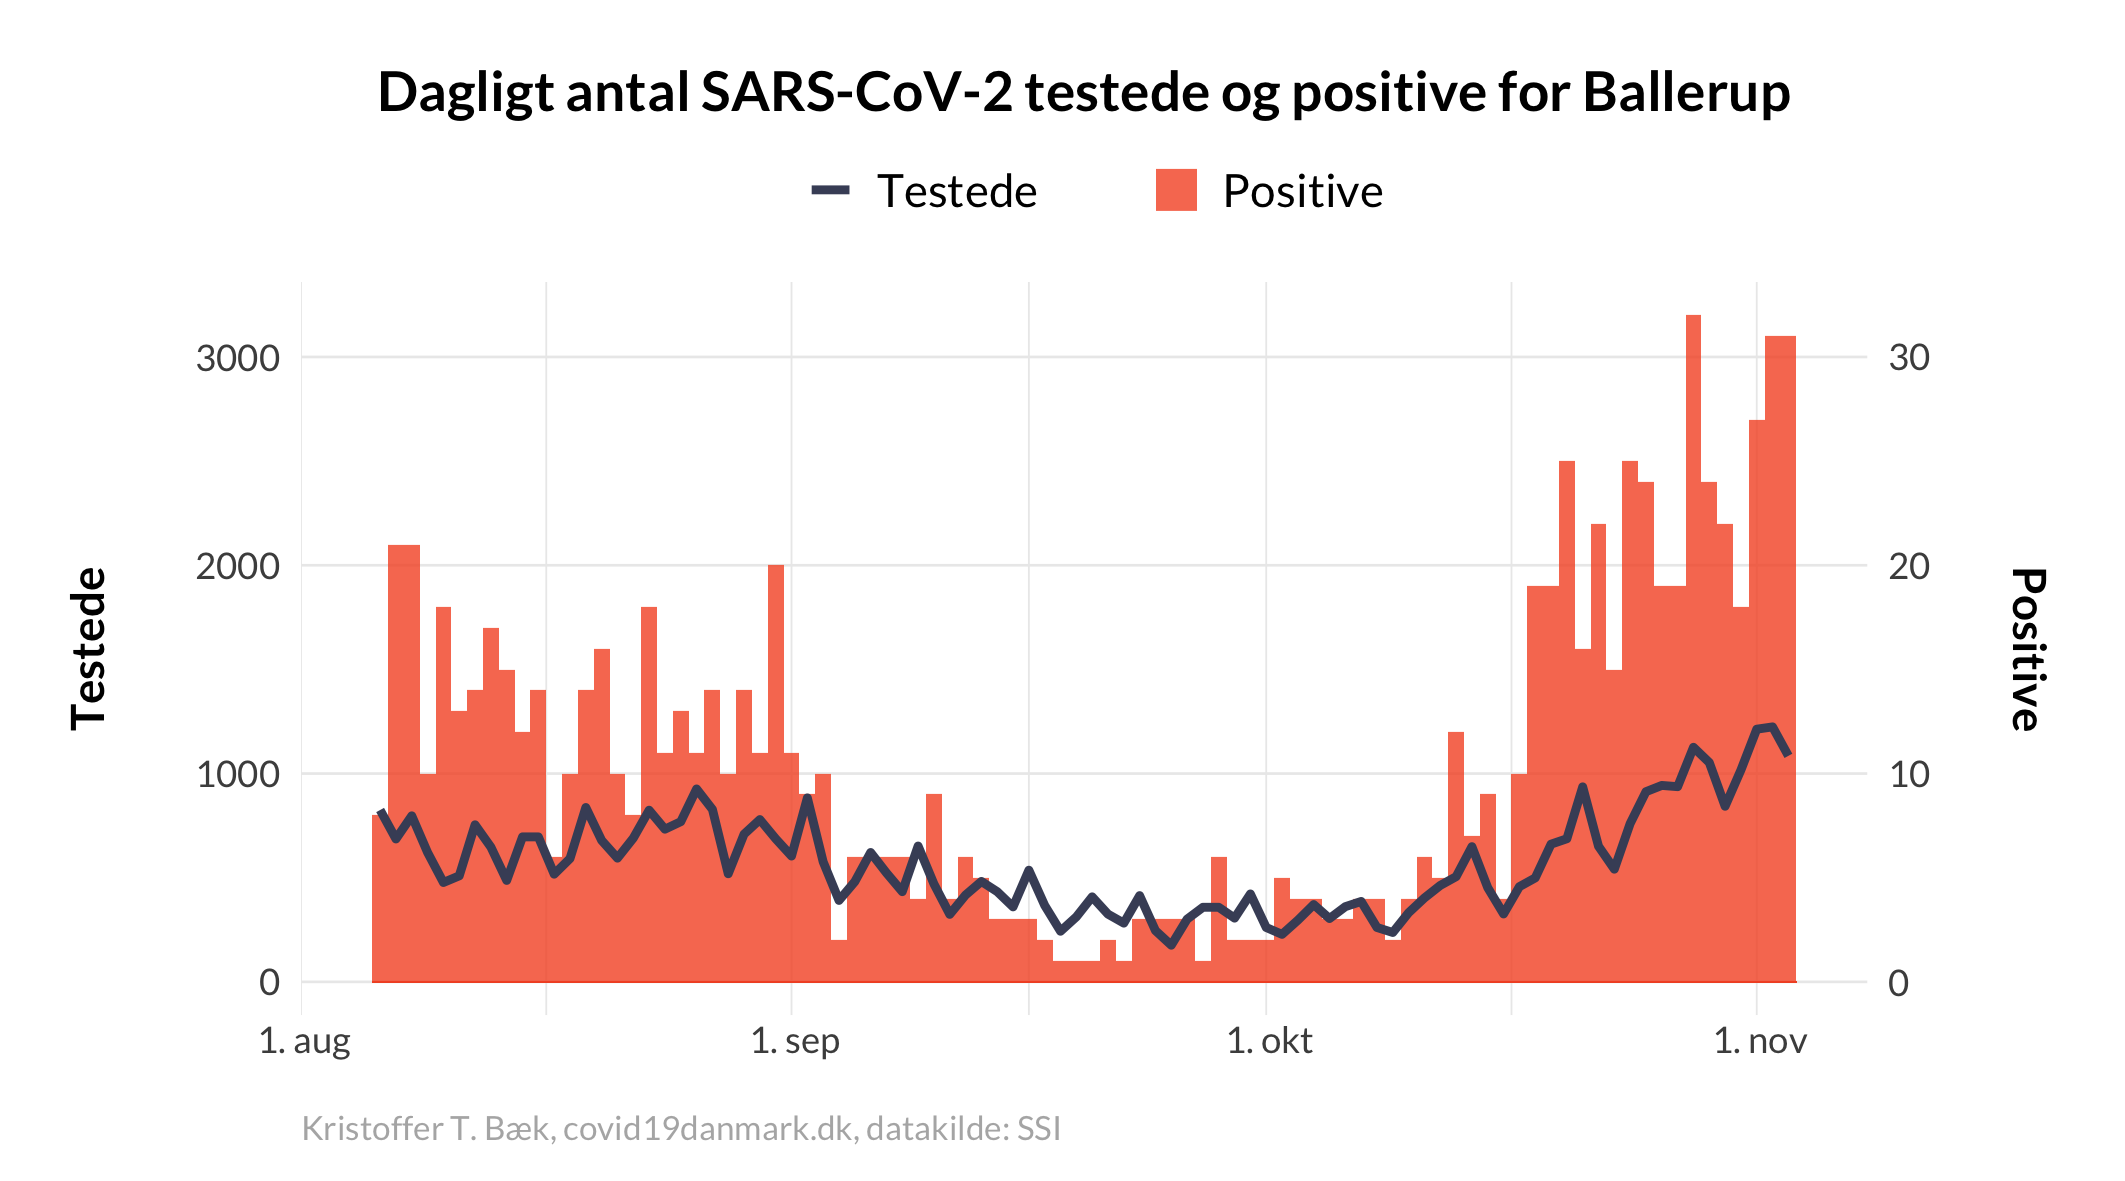 Dagligt antal SARS-CoV-2 testede og positive for Ballerup
Testede
Positive
3000
2000
1000
0
30
20
10
0
Testede
Positive
1. aug
1. sep
1. okt
1. nov
Kristoffer T. Bæk, covid19danmark.dk, datakilde: SSI